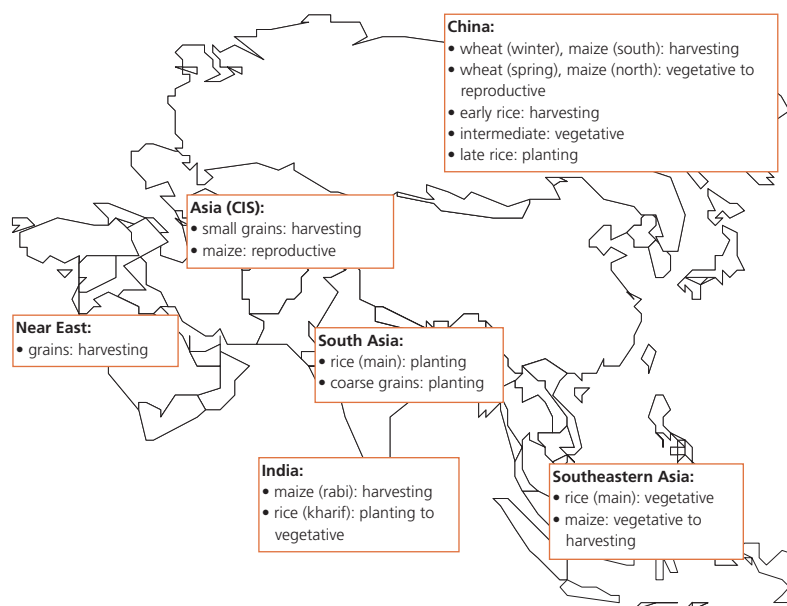 China:
• wheat (winter), maize (south): harvesting
• wheat (spring), maize (north): vegetative to
reproductive
• early rice: harvesting
• intermediate: vegetative
• late rice: planting
Asia (CIS):
• small grains: harvesting
• maize: reproductive
Near East:
• grains: harvesting
South Asia:
• rice (main): planting
• coarse grains: planting
India:
• maize (rabi): harvesting
• rice (kharif): planting to
vegetative
Southeastern Asia:
• rice (main): vegetative
• maize: vegetative to
harvesting